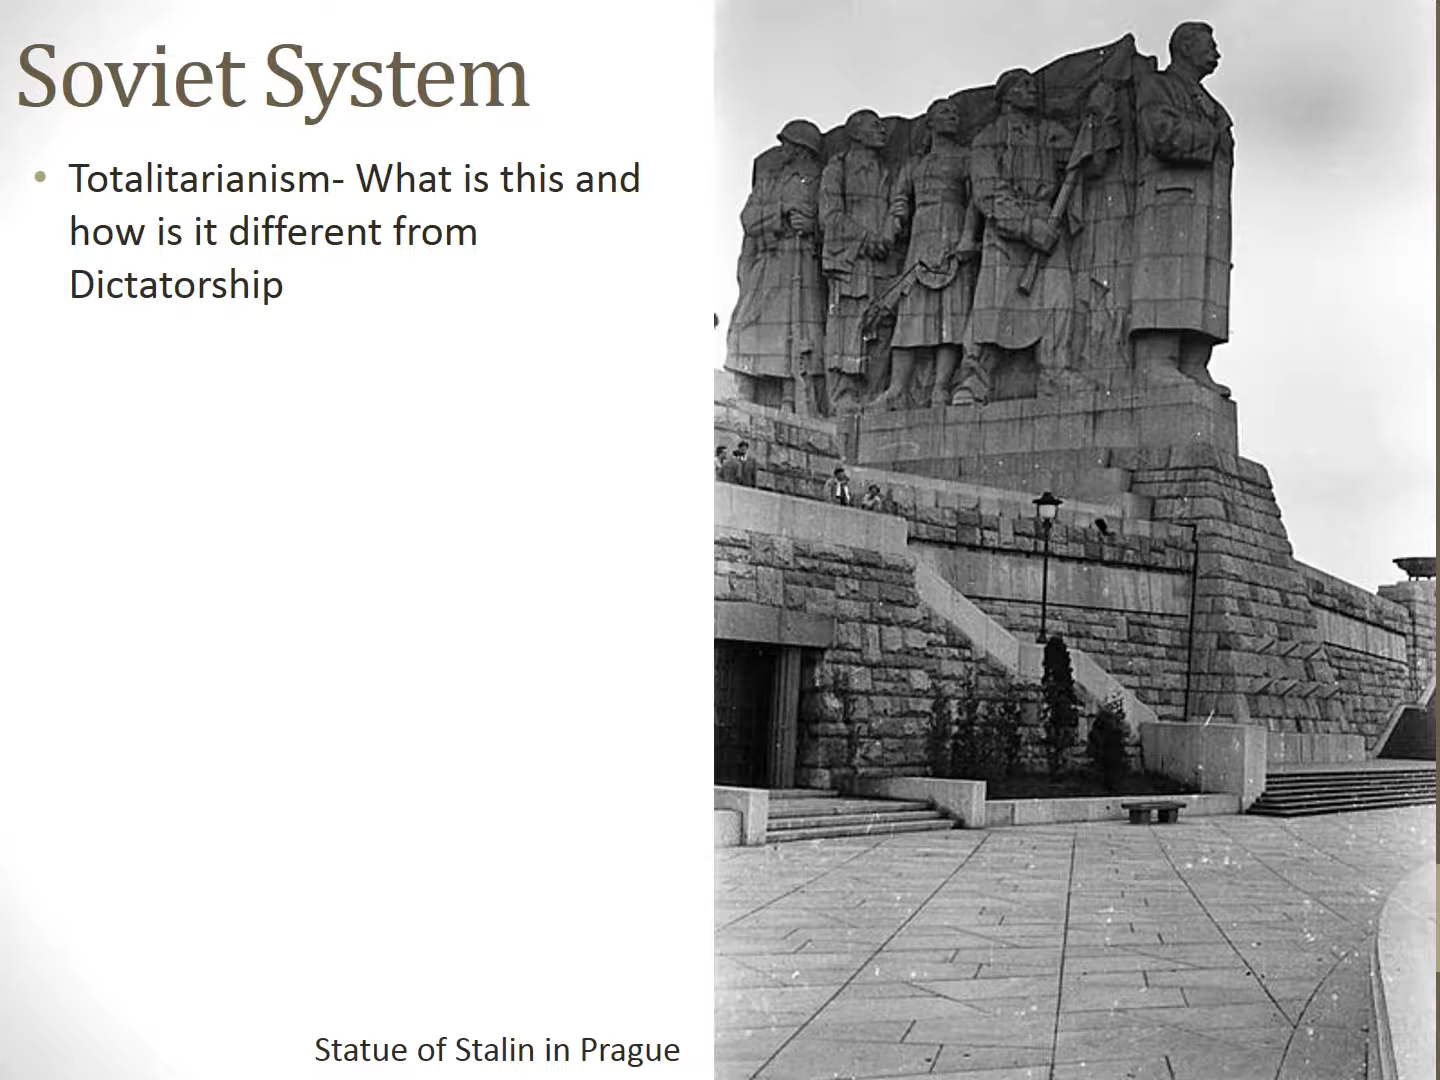 Soviet System
• Totalitarianism- What is this and
how is it different from
Dictatorship
Statue of Stalin in Prague